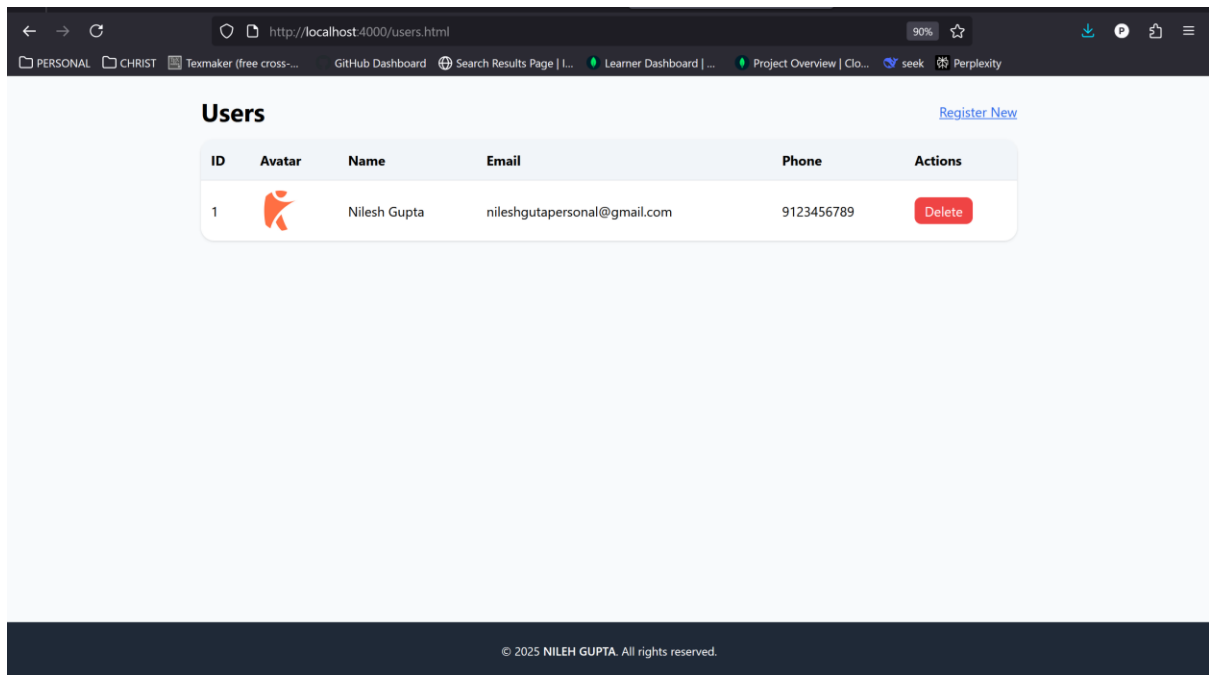 http://localhost:4000/users.html 90% P
PERSONAL CHRIST Texmaker (free cross-... GitHub Dashboard Search Results Page | I... Learner Dashboard | ... Project Overview | Clo... seek Perplexity
Users Register New
ID Avatar Name Email Phone Actions
1 Nilesh Gupta nileshgutapersonal@gmail.com 9123456789 Delete
© 2025 NILEH GUPTA. All rights reserved.